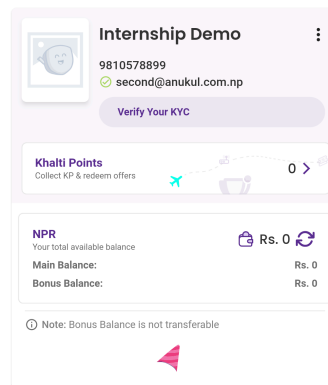 Internship Demo
9810578899
second@anukul.com.np
Verify Your KYC
Khalti Points
Collect KP & redeem offers
0
NPR
Your total available balance
Rs. 0
Main Balance: Rs. 0
Bonus Balance: Rs. 0
Note: Bonus Balance is not transferable